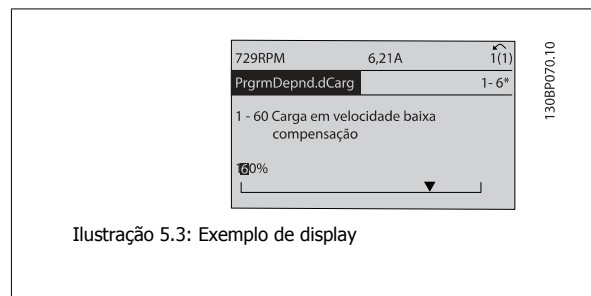 729RPM 6,21A 1(1)
PrgrmDepnd.dCarg 1- 6*
1 - 60 Carga em velocidade baixa
compensação
160%
130BP070.10
Ilustração 5.3: Exemplo de display